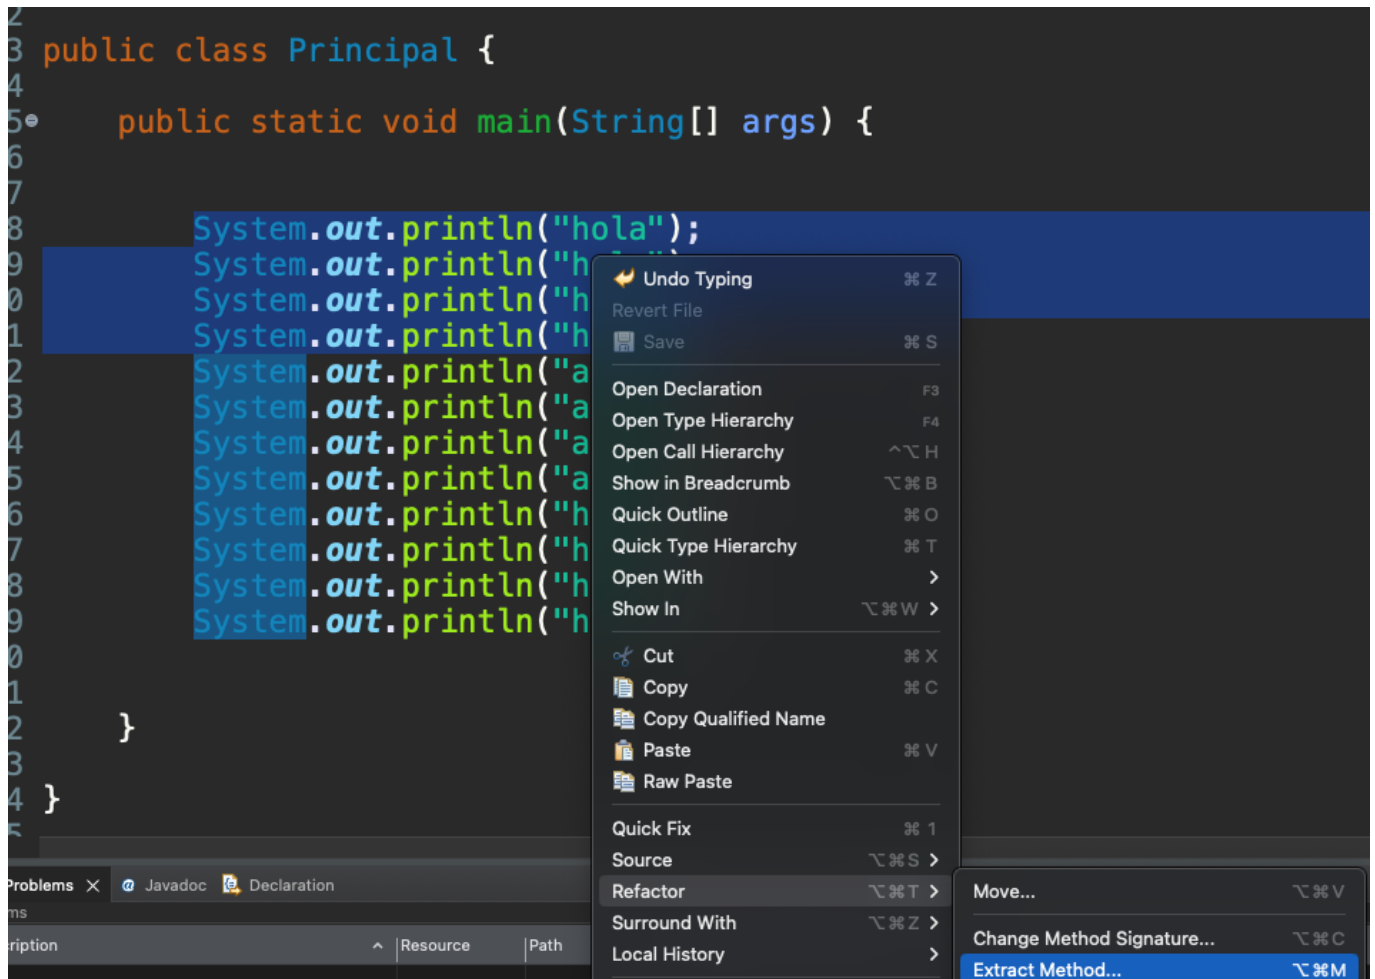 2
3 public class Principal {
4
5 public static void main(String[] args) {
6
7
8 System.out.println("hola");
9 System.out.println("h
0 System.out.println("h
1 System.out.println("h
2 System.out.println("a
3 System.out.println("a
4 System.out.println("a
5 System.out.println("a
6 System.out.println("h
7 System.out.println("h
8 System.out.println("h
9 System.out.println("h
0
1
2 }
3
4 }
5
Undo Typing ⌘ Z
Revert File
Save ⌘ S
Open Declaration F3
Open Type Hierarchy F4
Open Call Hierarchy ^⌥ H
Show in Breadcrumb ⌥⌘ B
Quick Outline ⌘ O
Quick Type Hierarchy ⌘ T
Open With >
Show In ⌥⌘ W >
Cut ⌘ X
Copy ⌘ C
Copy Qualified Name
Paste ⌘ V
Raw Paste
Quick Fix ⌘ 1
Source ⌥⌘ S >
Refactor ⌥⌘ T >
Surround With ⌥⌘ Z >
Local History >
Move... ⌥⌘ V
Change Method Signature... ⌥⌘ C
Extract Method... ⌥⌘ M
Problems @ Javadoc Declaration
ms
ription Resource Path